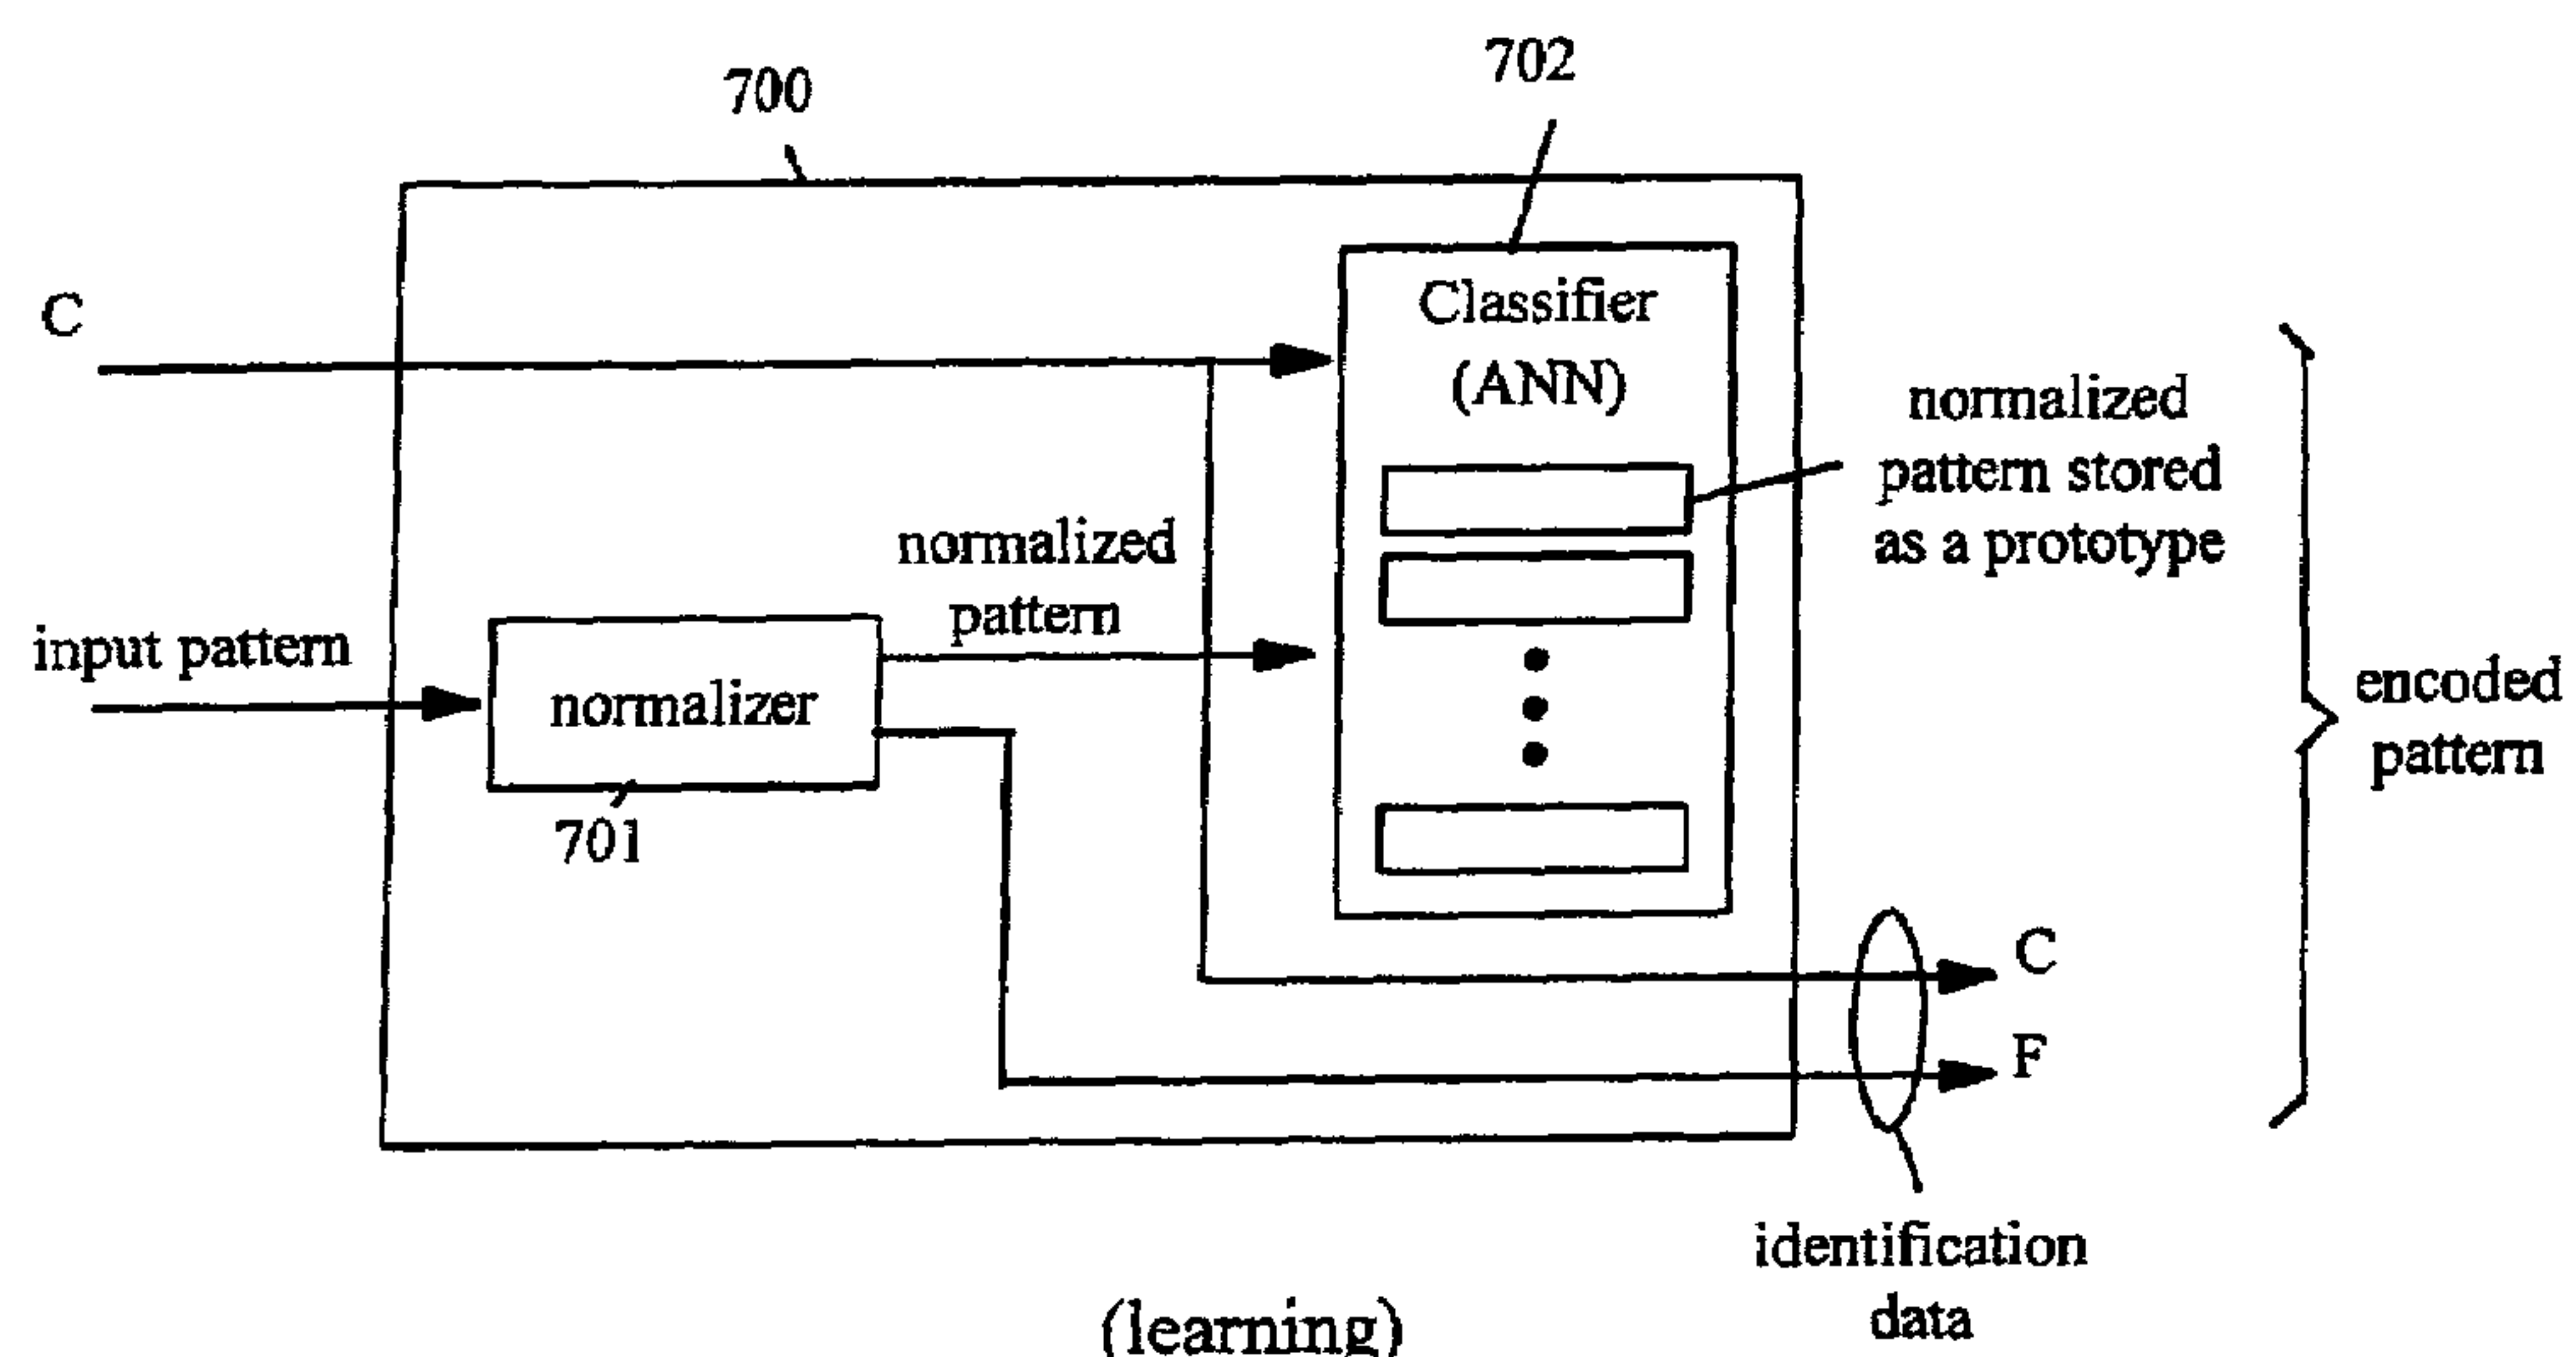 700
702
C
Classifier
(ANN)
normalized
pattern stored
as a prototype
normalized
pattern
input pattern
normalizer
701
encoded
pattern
C
F
identification
data
(learning)